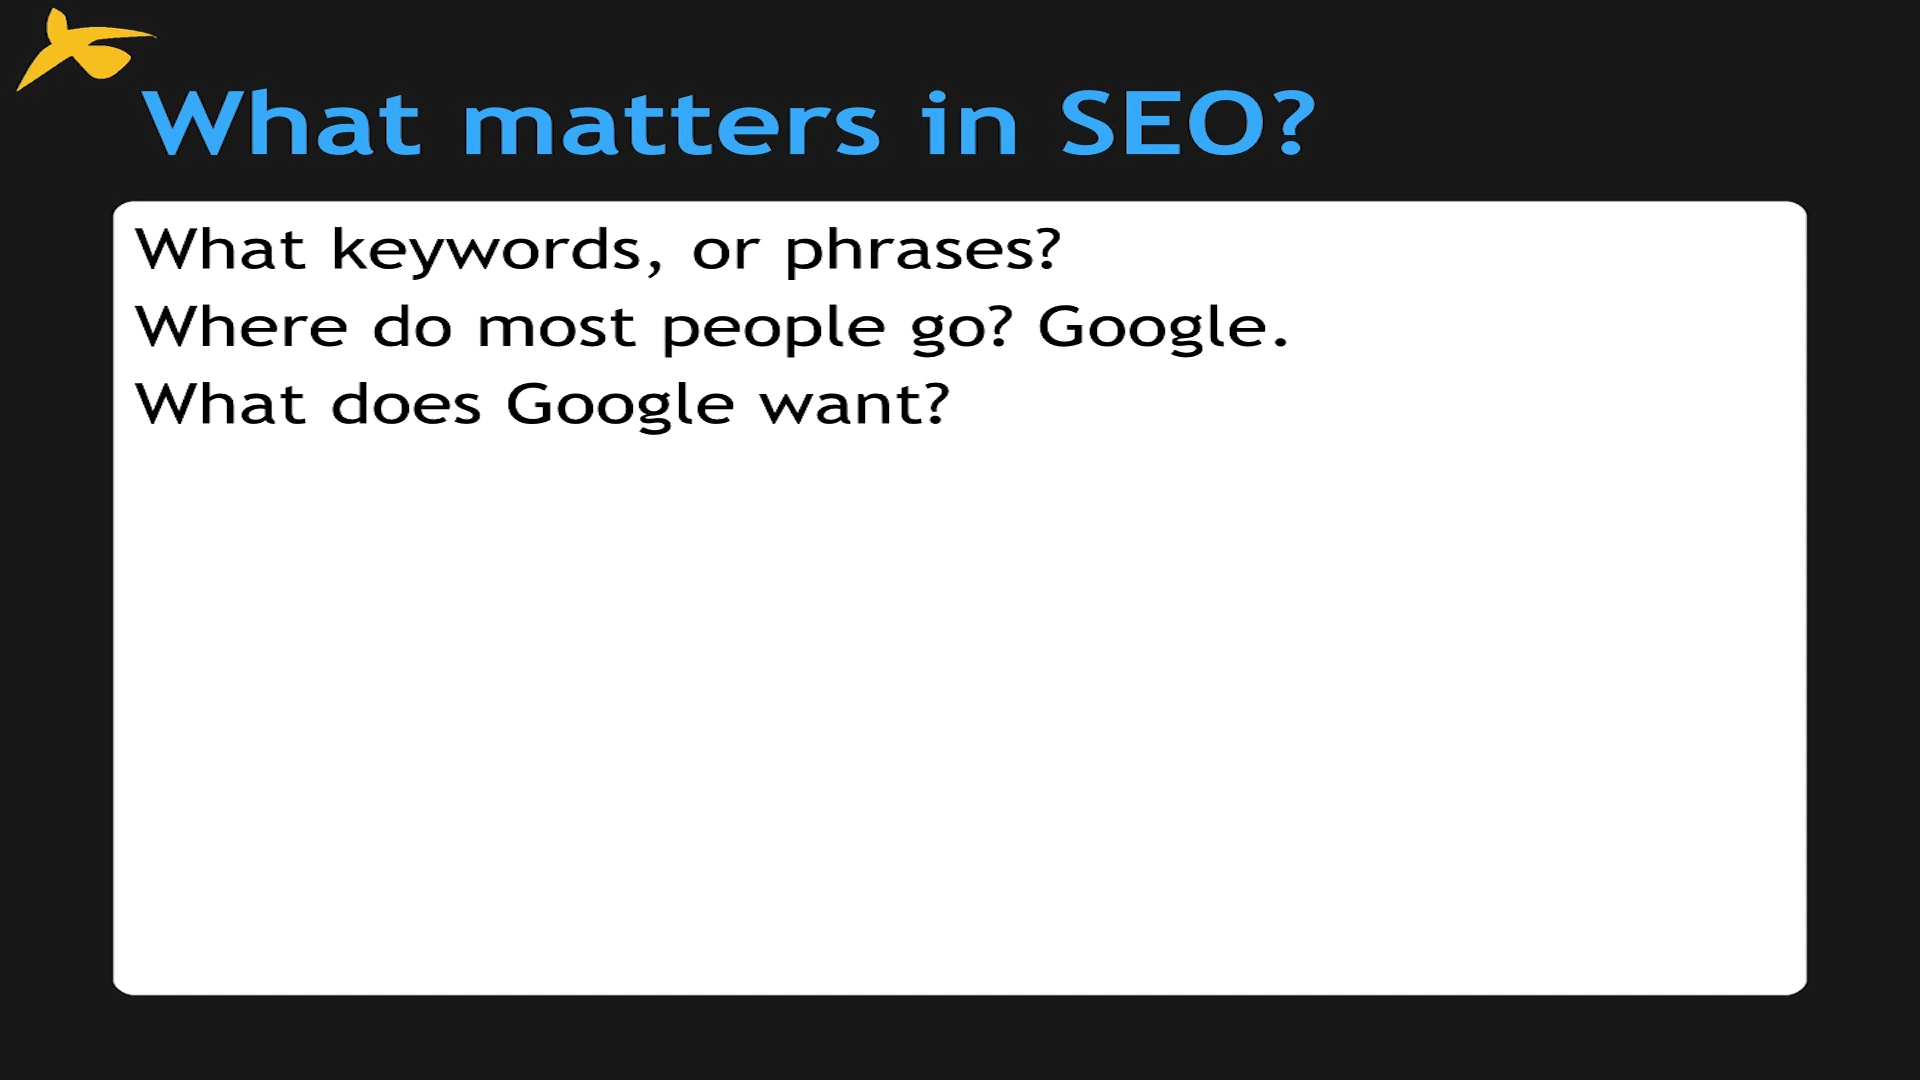 What matters in SEO?
What keywords, or phrases?
Where do most people go? Google.
What does Google want?